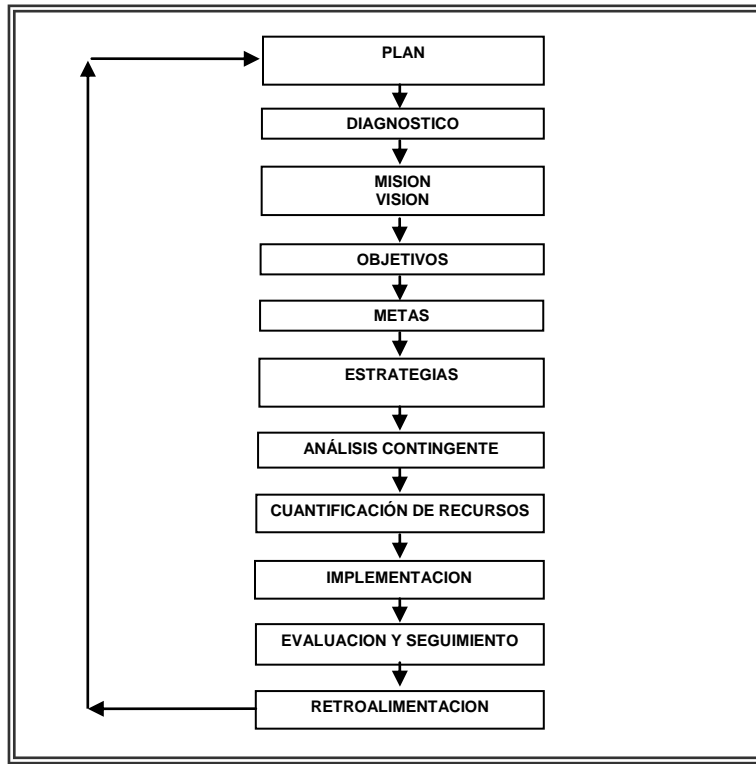 PLAN
DIAGNOSTICO
MISION
VISION
OBJETIVOS
METAS
ESTRATEGIAS
ANÁLISIS CONTINGENTE
CUANTIFICACIÓN DE RECURSOS
IMPLEMENTACION
EVALUACION Y SEGUIMIENTO
RETROALIMENTACION